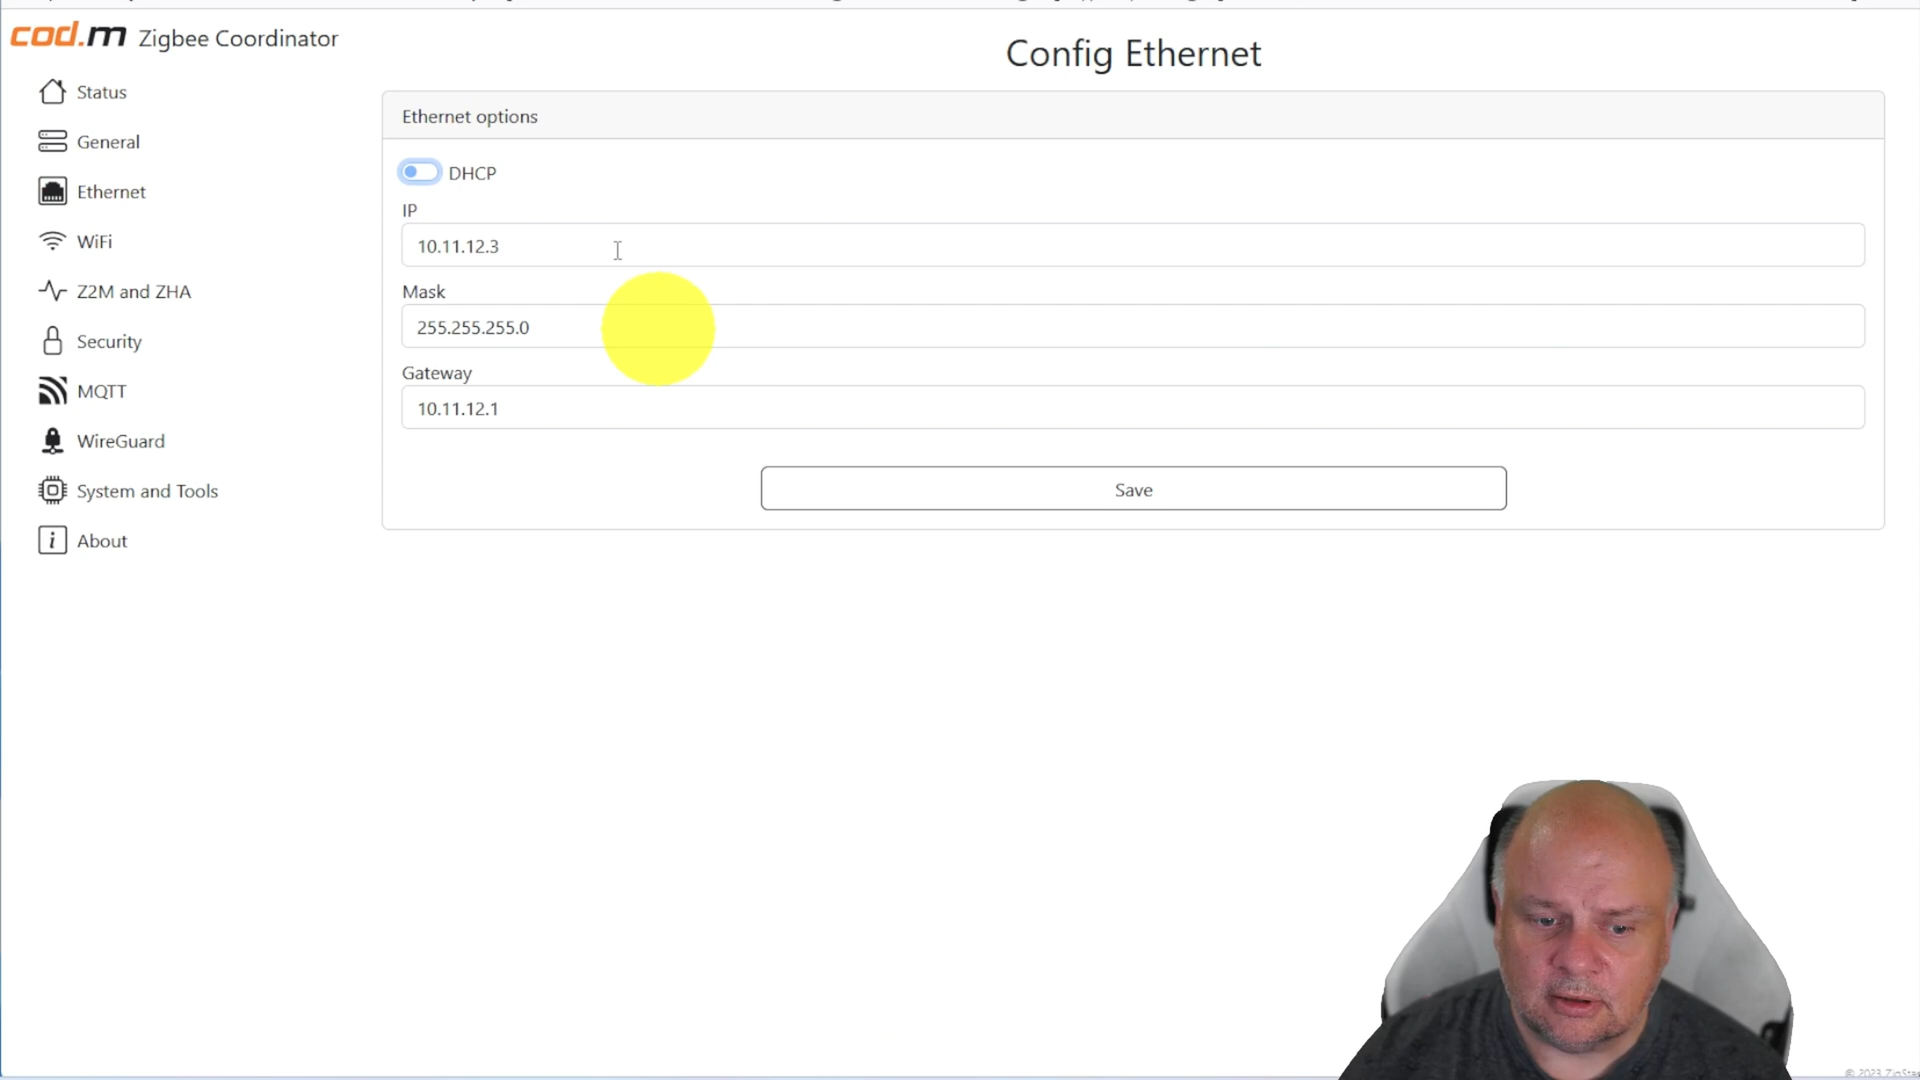 cod.m Zigbee Coordinator
Config Ethernet
Status
General
Ethernet
WiFi
Z2M and ZHA
Security
MQTT
WireGuard
System and Tools
About
Ethernet options
DHCP
IP
10.11.12.3
Mask
255.255.255.0
Gateway
10.11.12.1
Save
© 2023 ZigSta